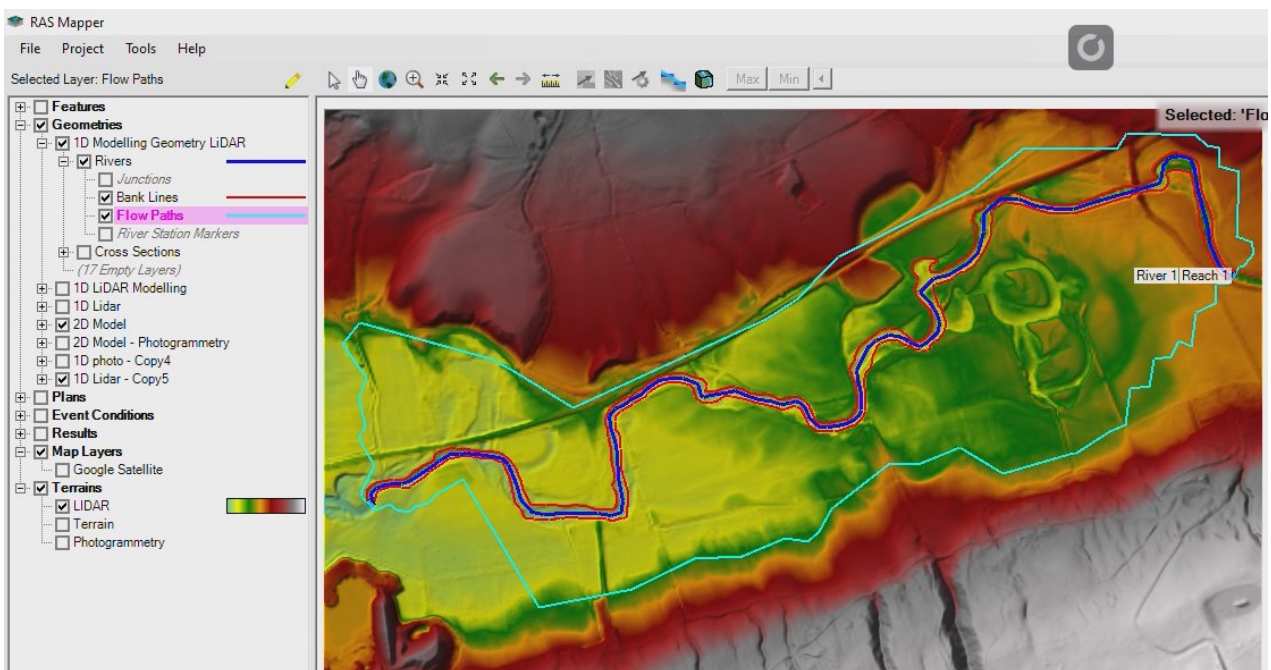 RAS Mapper
File Project Tools Help
Selected Layer: Flow Paths
Max Min
Features
Geometries
1D Modelling Geometry LiDAR
Rivers
Junctions
Bank Lines
Flow Paths
River Station Markers
Cross Sections
(17 Empty Layers)
1D LiDAR Modelling
1D Lidar
2D Model
2D Model - Photogrammetry
1D photo - Copy4
1D Lidar - Copy5
Plans
Event Conditions
Results
Map Layers
Google Satellite
Terrains
LIDAR
Terrain
Photogrammetry
Selected: 'Flo
River 1 Reach 1